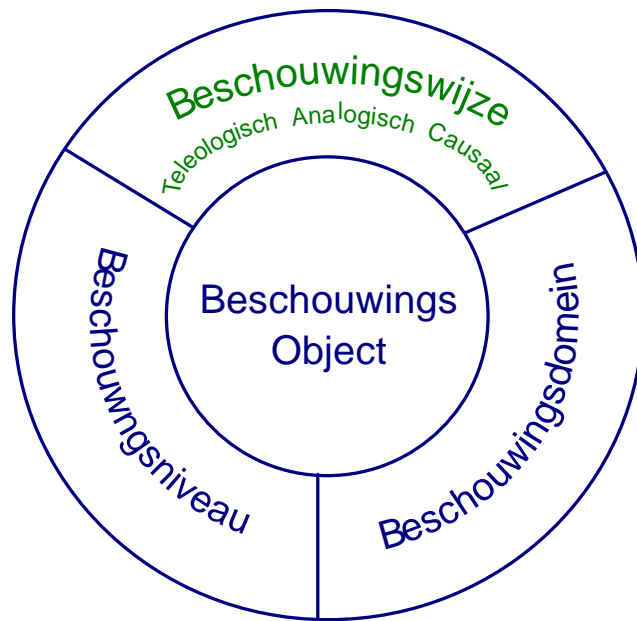 Beschouwingswijze
Teleologisch Analogisch Causaal
Beschouwings
Object
Beschouwngsniveau
Beschouwingsdomein